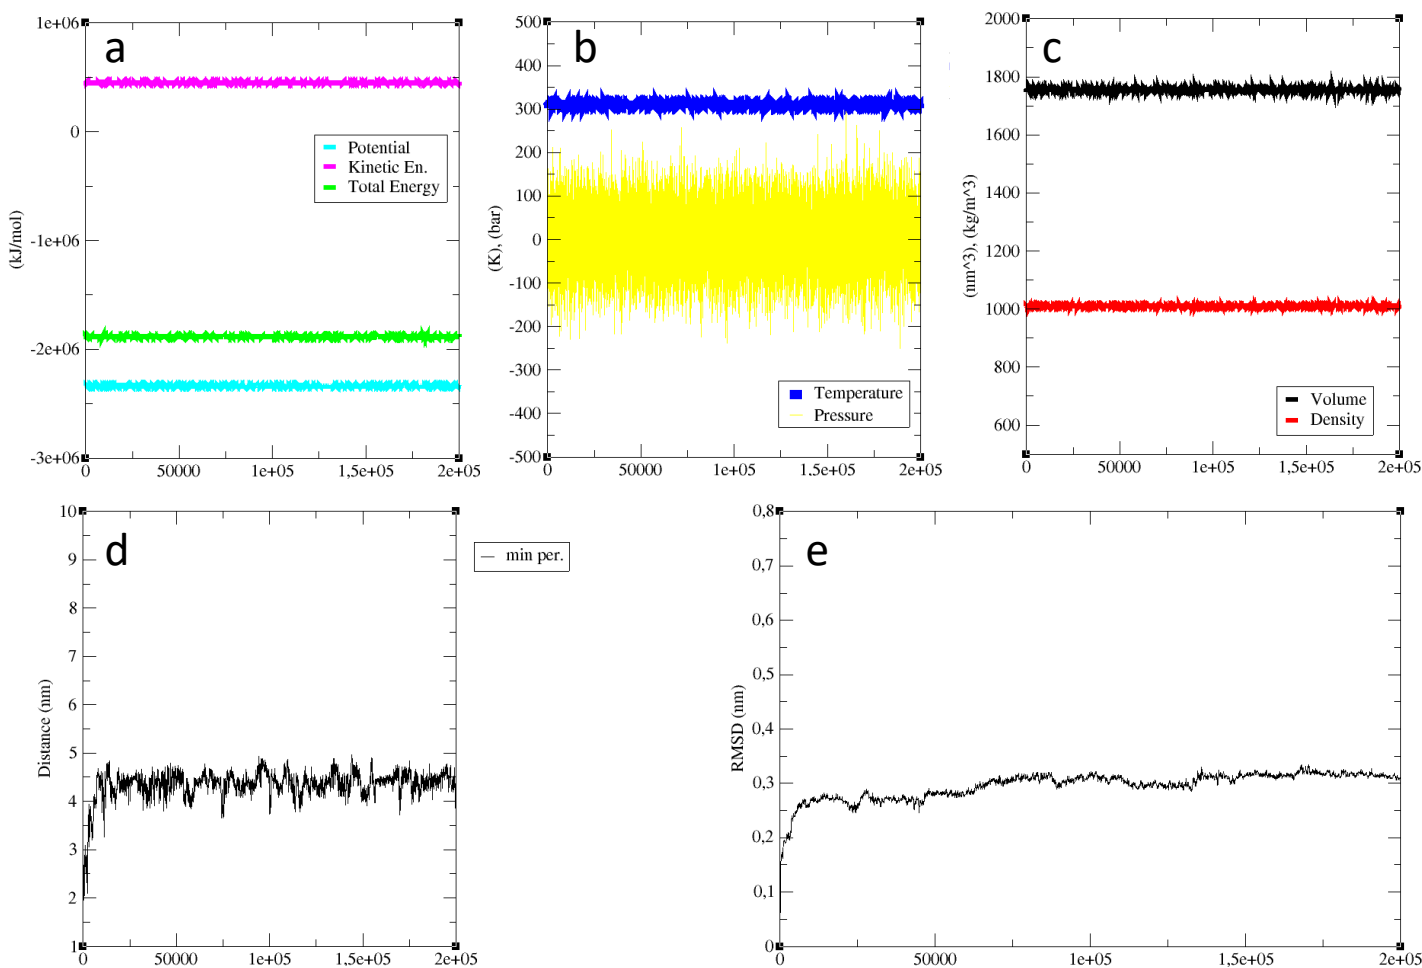 a
1e+06
0
-1e+06
-2e+06
-3e+06
(kJ/mol)
Potential
Kinetic En.
Total Energy
0
50000
1e+05
1,5e+05
2e+05
b
500
400
300
200
100
0
-100
-200
-300
-400
-500
(K), (bar)
Temperature
Pressure
0
50000
1e+05
1,5e+05
2e+05
c
2000
1800
1600
1400
1200
1000
800
600
(nm^3), (kg/m^3)
Volume
Density
0
50000
1e+05
1,5e+05
2e+05
d
10
9
8
7
6
5
4
3
2
1
Distance (nm)
min per.
0
50000
1e+05
1,5e+05
2e+05
e
0,8
0,7
0,6
0,5
0,4
0,3
0,2
0,1
0
RMSD (nm)
0
50000
1e+05
1,5e+05
2e+05